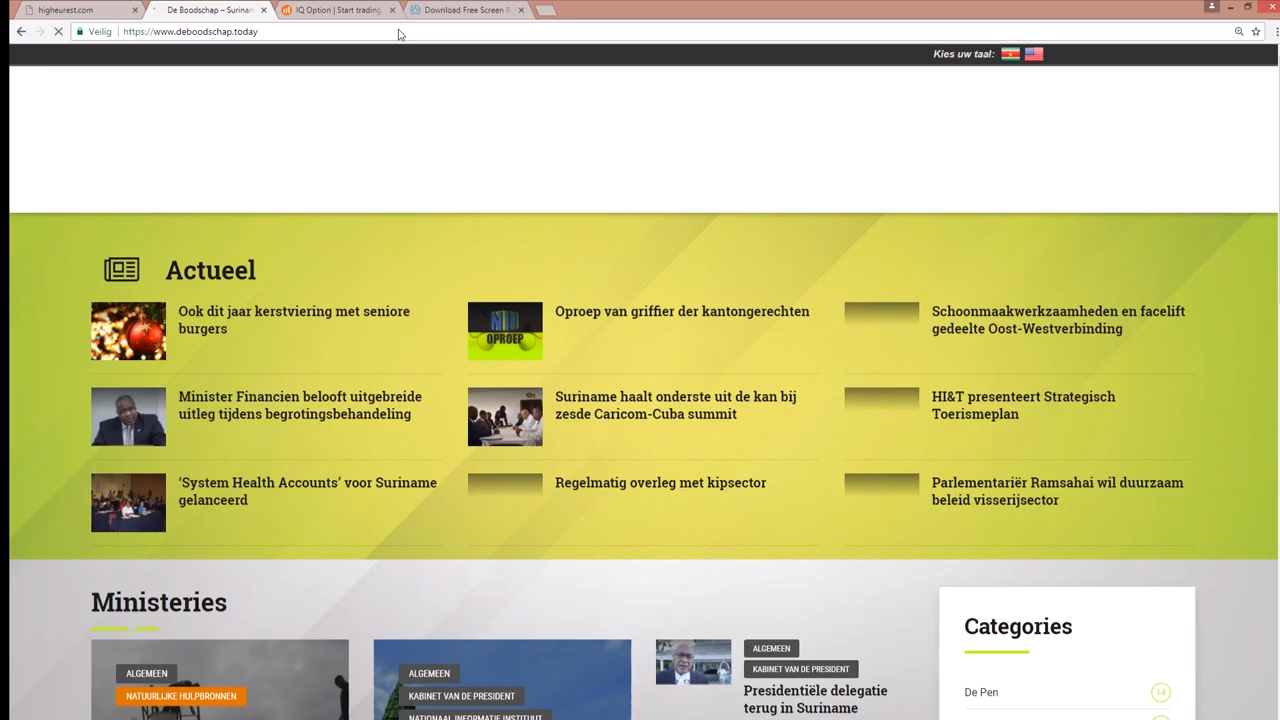 higheurest.com
De Boodschap – Surinam
IQ Option | Start trading
Download Free Screen R
Veilig
https://www.deboodschap.today
Kies uw taal:
Actueel
Ook dit jaar kerstviering met seniore
burgers
Oproep van griffier der kantongerechten
Schoonmaakwerkzaamheden en facelift
gedeelte Oost-Westverbinding
Minister Financien belooft uitgebreide
uitleg tijdens begrotingsbehandeling
Suriname haalt onderste uit de kan bij
zesde Caricom-Cuba summit
HI&T presenteert Strategisch
Toerismeplan
‘System Health Accounts’ voor Suriname
gelanceerd
Regelmatig overleg met kipsector
Parlementariër Ramsahai wil duurzaam
beleid visserijsector
OPROEP
Ministeries
ALGEMEEN
NATUURLIJKE HULPBRONNEN
ALGEMEEN
KABINET VAN DE PRESIDENT
NATIONAAL INFORMATIE INSTITUUT
ALGEMEEN
KABINET VAN DE PRESIDENT
Presidentiële delegatie
terug in Suriname
Categories
De Pen
14